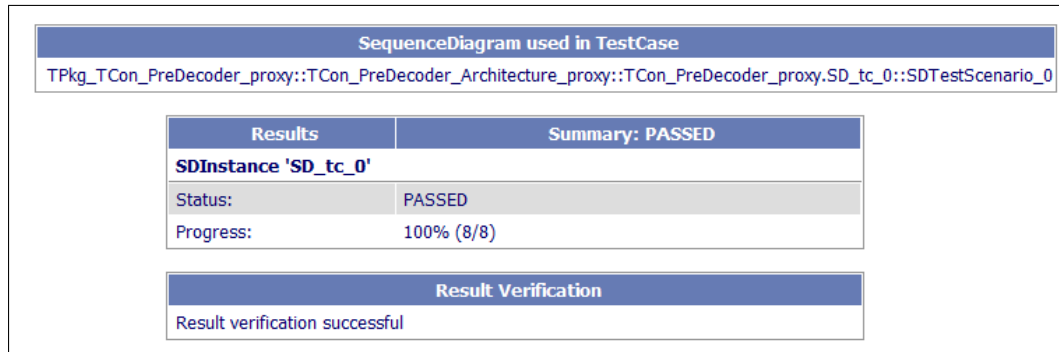 SequenceDiagram used in TestCase
TPkg_TCon_PreDecoder_proxy::TCon_PreDecoder_Architecture_proxy::TCon_PreDecoder_proxy.SD_tc_0::SDTestScenario_0
Results Summary: PASSED
SDInstance 'SD_tc_0'
Status: PASSED
Progress: 100% (8/8)
Result Verification
Result verification successful